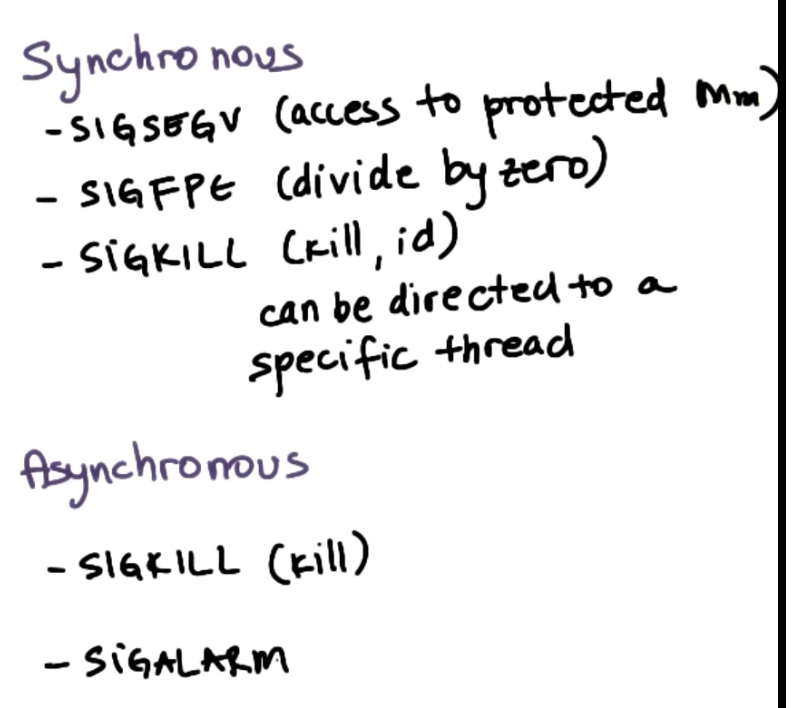 Synchronous
- SIGSEGV (access to protected Mm)
- SIGFPE (divide by zero)
- SIGKILL (kill, id)
can be directed to a
specific thread
Asynchronous
- SIGKILL (kill)
- SIGALARM